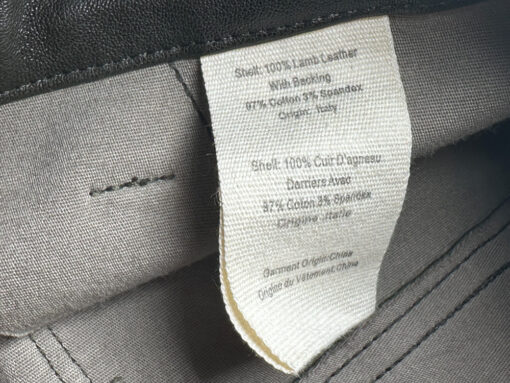 Shell: 100% Lamb Leather
With Backing
97% Cotton 3% Spandex
Origin, Italy
Shell: 100% Cuir D'agneau
Darriere Avec
97% Coton 3% Spandex
Origine, Italie
Garment Origin:China
Origine du Vêtement:Chine